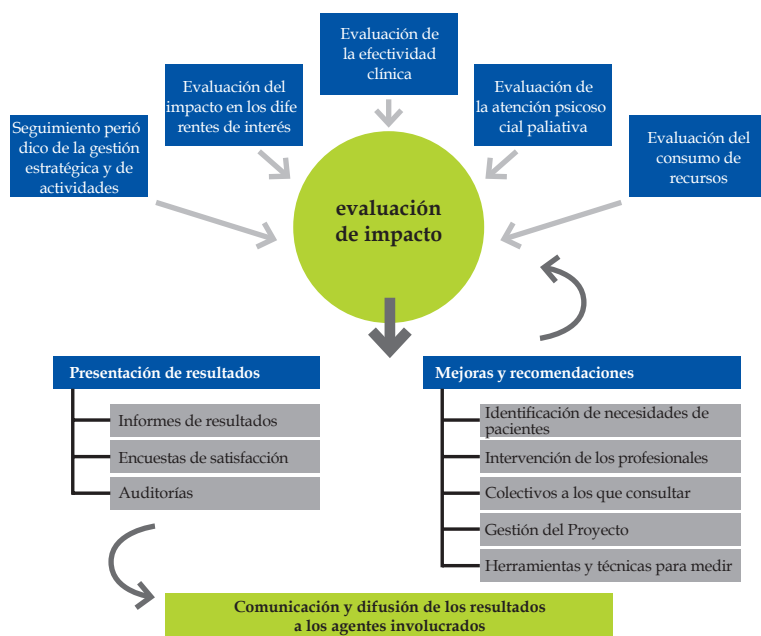 Evaluación de
la efectividad
clínica
Evaluación del
impacto en los dife
rentes de interés
Evaluación de
la atención psicoso
cial paliativa
Seguimiento perió
dico de la gestión
estratégica y de
actividades
Evaluación del
consumo de
recursos
evaluación
de impacto
Presentación de resultados
Informes de resultados
Encuestas de satisfacción
Auditorías
Mejoras y recomendaciones
Identificación de necesidades de
pacientes
Intervención de los profesionales
Colectivos a los que consultar
Gestión del Proyecto
Herramientas y técnicas para medir
Comunicación y difusión de los resultados
a los agentes involucrados